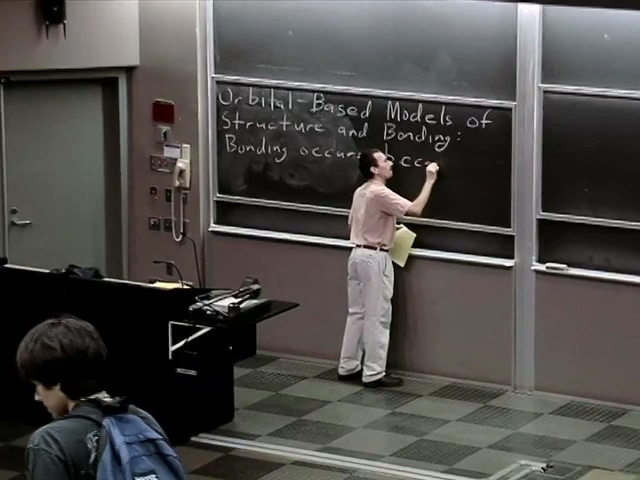 Orbital-Based Models of
Structure and Bonding:
Bonding occurs